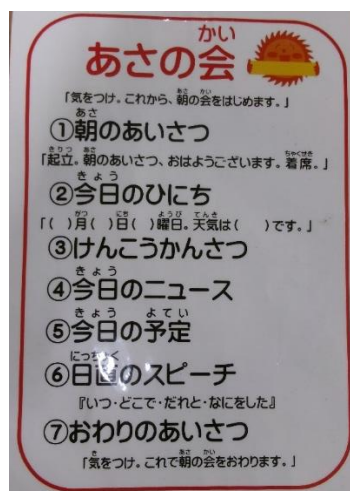 あさの会
「気をつけ。これから、朝の会をはじめます。」
①朝のあいさつ
「起立。朝のあいさつ、おはようございます。着席。」
②今日のひにち
「(　)月(　)日(　)曜日。天気は(　　)です。」
③けんこうかんさつ
④今日のニュース
⑤今日の予定
⑥日直のスピーチ
『いつ・どこで・だれと・なにをした』
⑦おわりのあいさつ
「気をつけ。これで朝の会をおわります。」